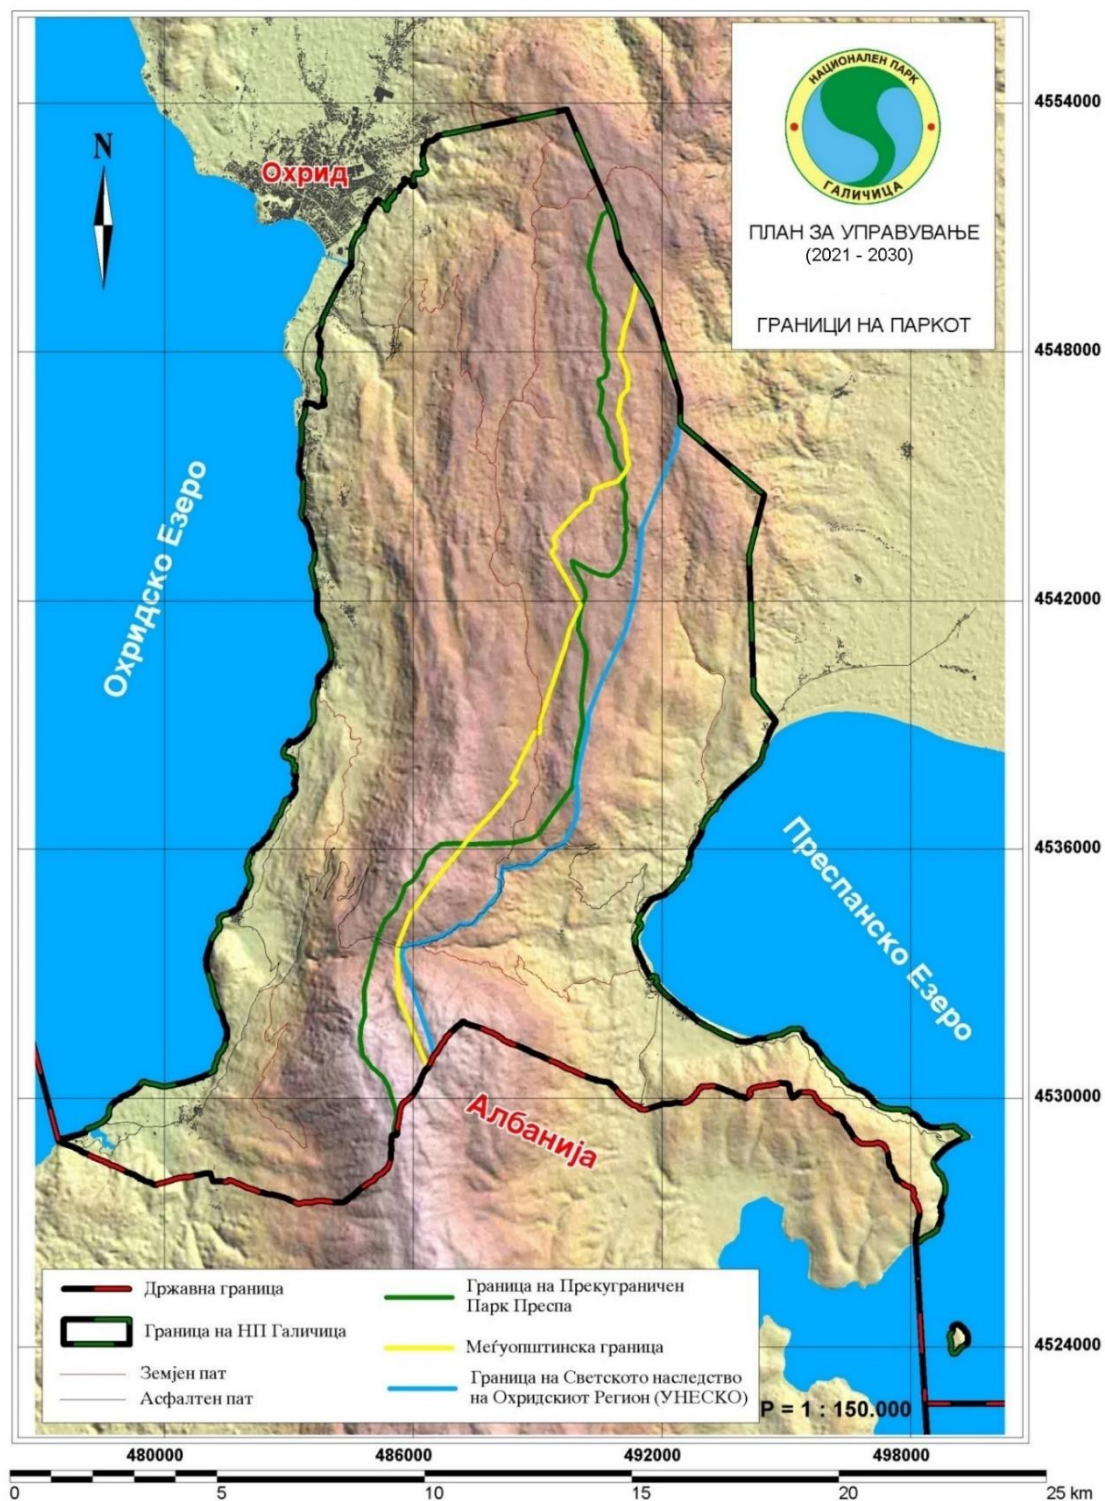 НАЦИОНАЛЕН ПАРК
ГАЛИЧИЦА
ПЛАН ЗА УПРАВУВАЊЕ
(2021 - 2030)
ГРАНИЦИ НА ПАРКОТ
N
Охрид
Охридско Езеро
Преспанско Езеро
Албанија
4554000
4548000
4542000
4536000
4530000
4524000
Државна граница
Граница на НП Галичица
Земјен пат
Асфалтен пат
Граница на Прекуграничен
Парк Преспа
Меѓуопштинска граница
Граница на Светското наследство
на Охридскиот Регион (УНЕСКО)
Р = 1 : 150.000
480000 486000 492000 498000
0 5 10 15 20 25 km